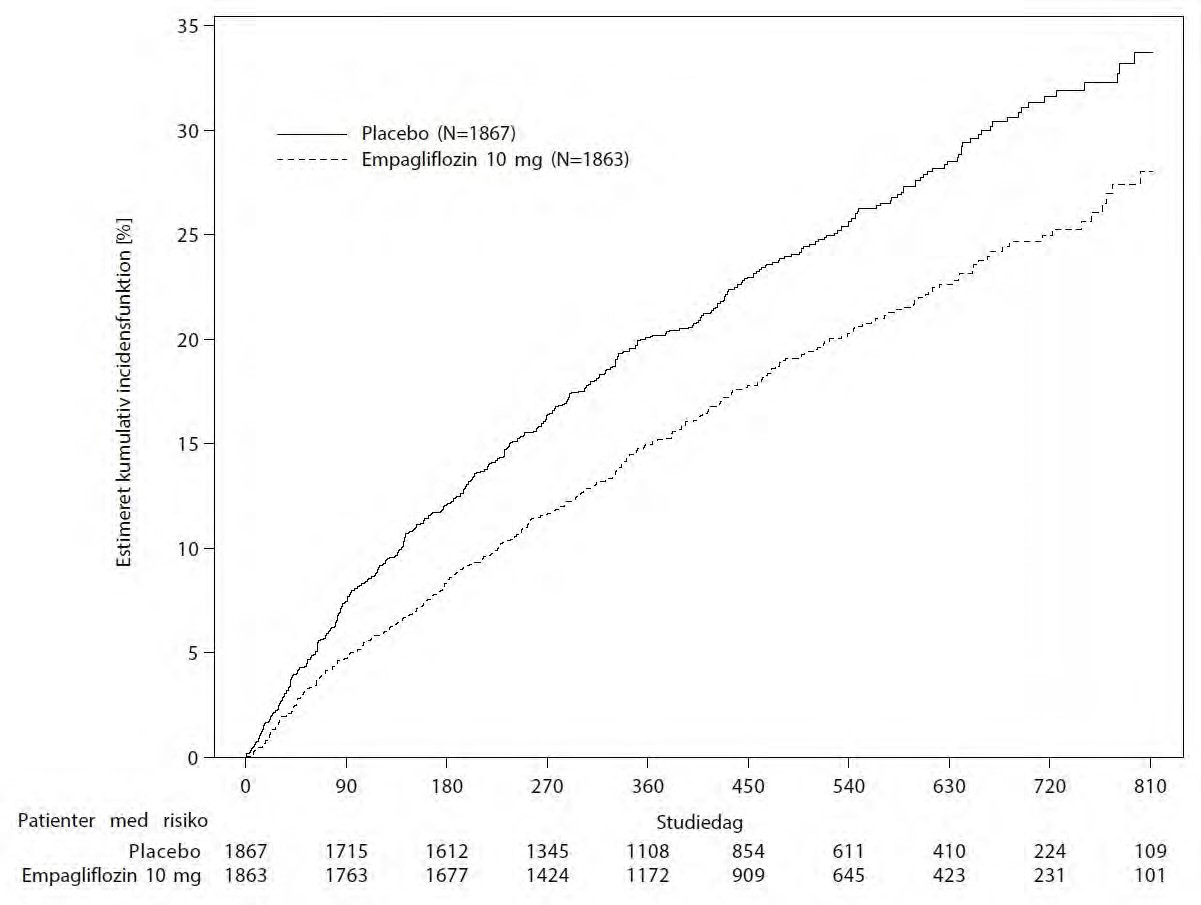 35
30
25
20
15
10
5
0
Estimeret kumulativ incidensfunktion [%]
Placebo (N=1867)
Empagliflozin 10 mg (N=1863)
0 90 180 270 360 450 540 630 720 810
Patienter med risiko
Studiedag
Placebo 1867 1715 1612 1345 1108 854 611 410 224 109
Empagliflozin 10 mg 1863 1763 1677 1424 1172 909 645 423 231 101